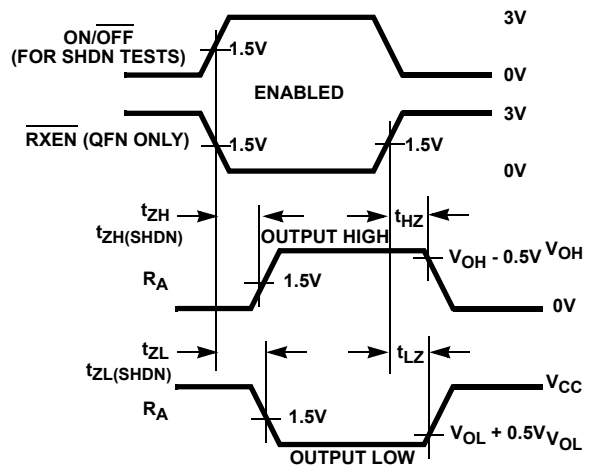 ON/OFF
(FOR SHDN TESTS)
1.5V
3V
0V
ENABLED
RXEN (QFN ONLY)
1.5V
1.5V
3V
0V
tZH
tZH(SHDN)
OUTPUT HIGH
tHZ
VOH - 0.5V
VOH
RA
1.5V
0V
tZL
tZL(SHDN)
tLZ
VCC
RA
1.5V
VOL + 0.5V
VOL
OUTPUT LOW